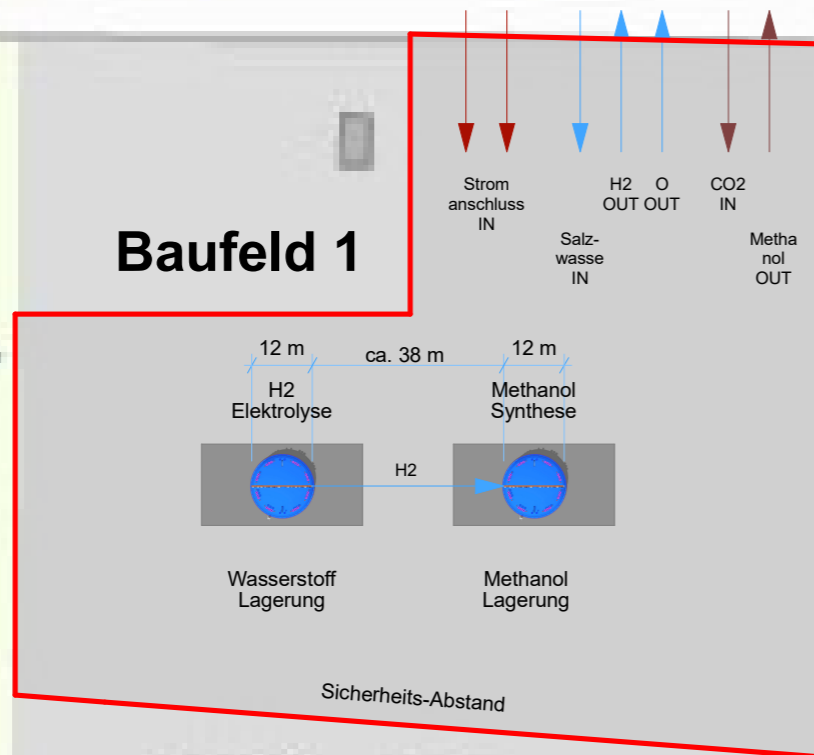 Strom
anschluss
IN
H2
OUT
O
OUT
CO2
IN
Salz-
wasse
IN
Metha
nol
OUT
Baufeld 1
12 m
ca. 38 m
12 m
H2
Elektrolyse
Methanol
Synthese
H2
Wasserstoff
Lagerung
Methanol
Lagerung
Sicherheits-Abstand